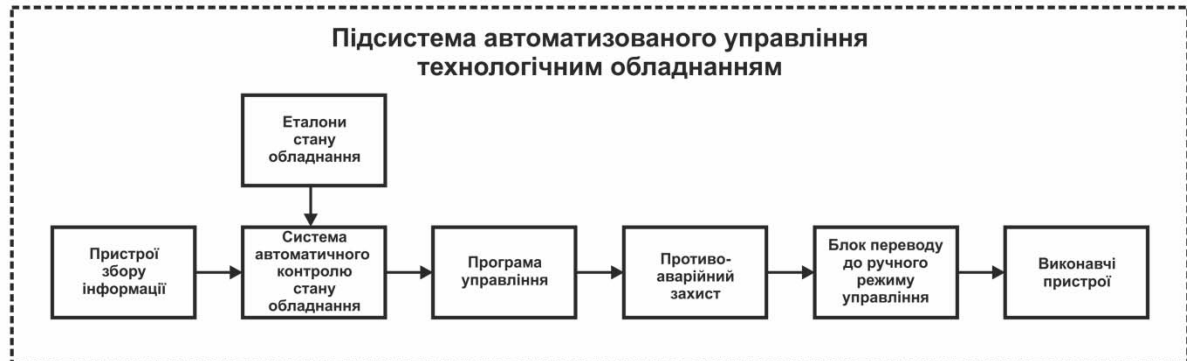 Підсистема автоматизованого управління
технологічним обладнанням
Еталони
стану
обладнання
Пристрої
збору
інформації
Система
автоматичного
контролю
стану
обладнання
Програма
управління
Противо-
аварійний
захист
Блок переводу
до ручного
режиму
управління
Виконавчі
пристрої